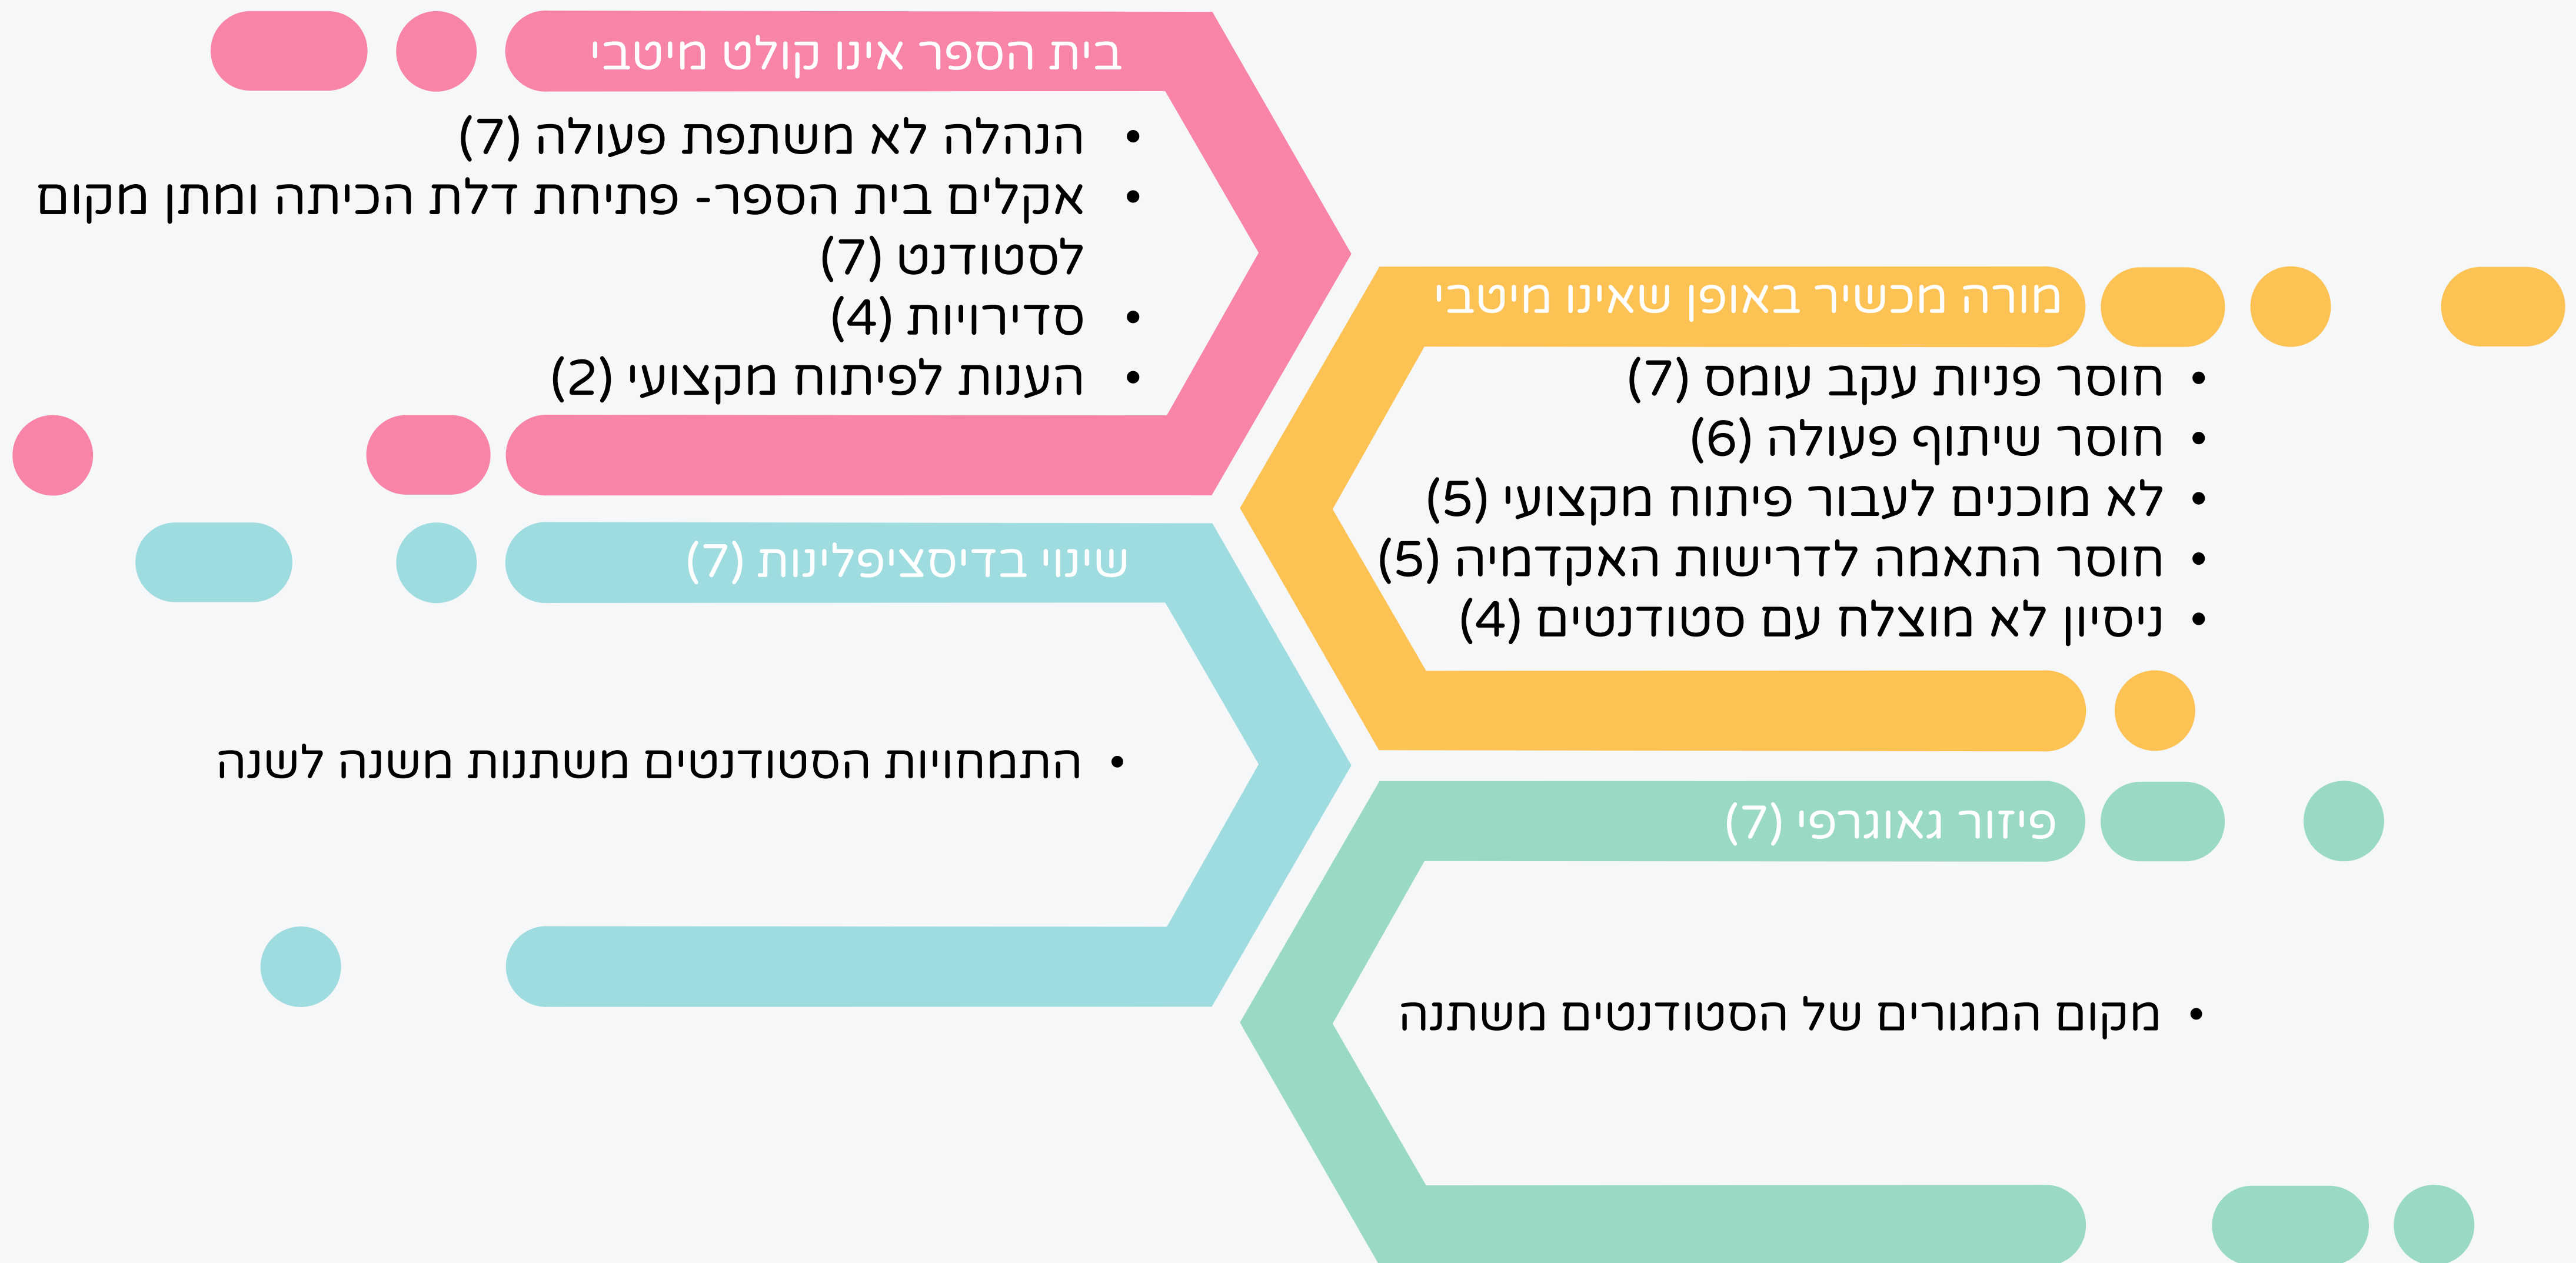 בית הספר אינו קולט מיטבי
• הנהלה לא משתפת פעולה (7)
• אקלים בית הספר- פתיחת דלת הכיתה ומתן מקום
לסטודנט (7)
• סדירויות (4)
• הענות לפיתוח מקצועי (2)
מורה מכשיר באופן שאינו מיטבי
• חוסר פניות עקב עומס (7)
• חוסר שיתוף פעולה (6)
• לא מוכנים לעבור פיתוח מקצועי (5)
• חוסר התאמה לדרישות האקדמיה (5)
• ניסיון לא מוצלח עם סטודנטים (4)
שינוי בדיסציפלינות (7)
• התמחויות הסטודנטים משתנות משנה לשנה
פיזור גאוגרפי (7)
• מקום המגורים של הסטודנטים משתנה